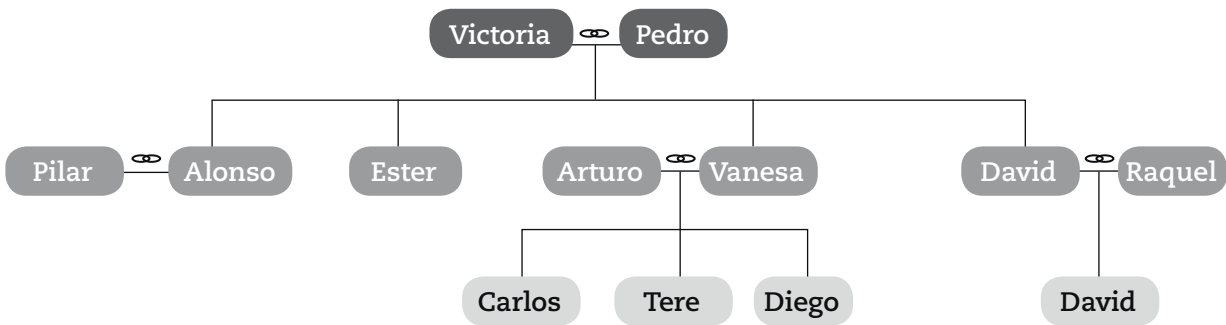 Victoria Pedro
Pilar Alonso Ester Arturo Vanesa David Raquel
Carlos Tere Diego David